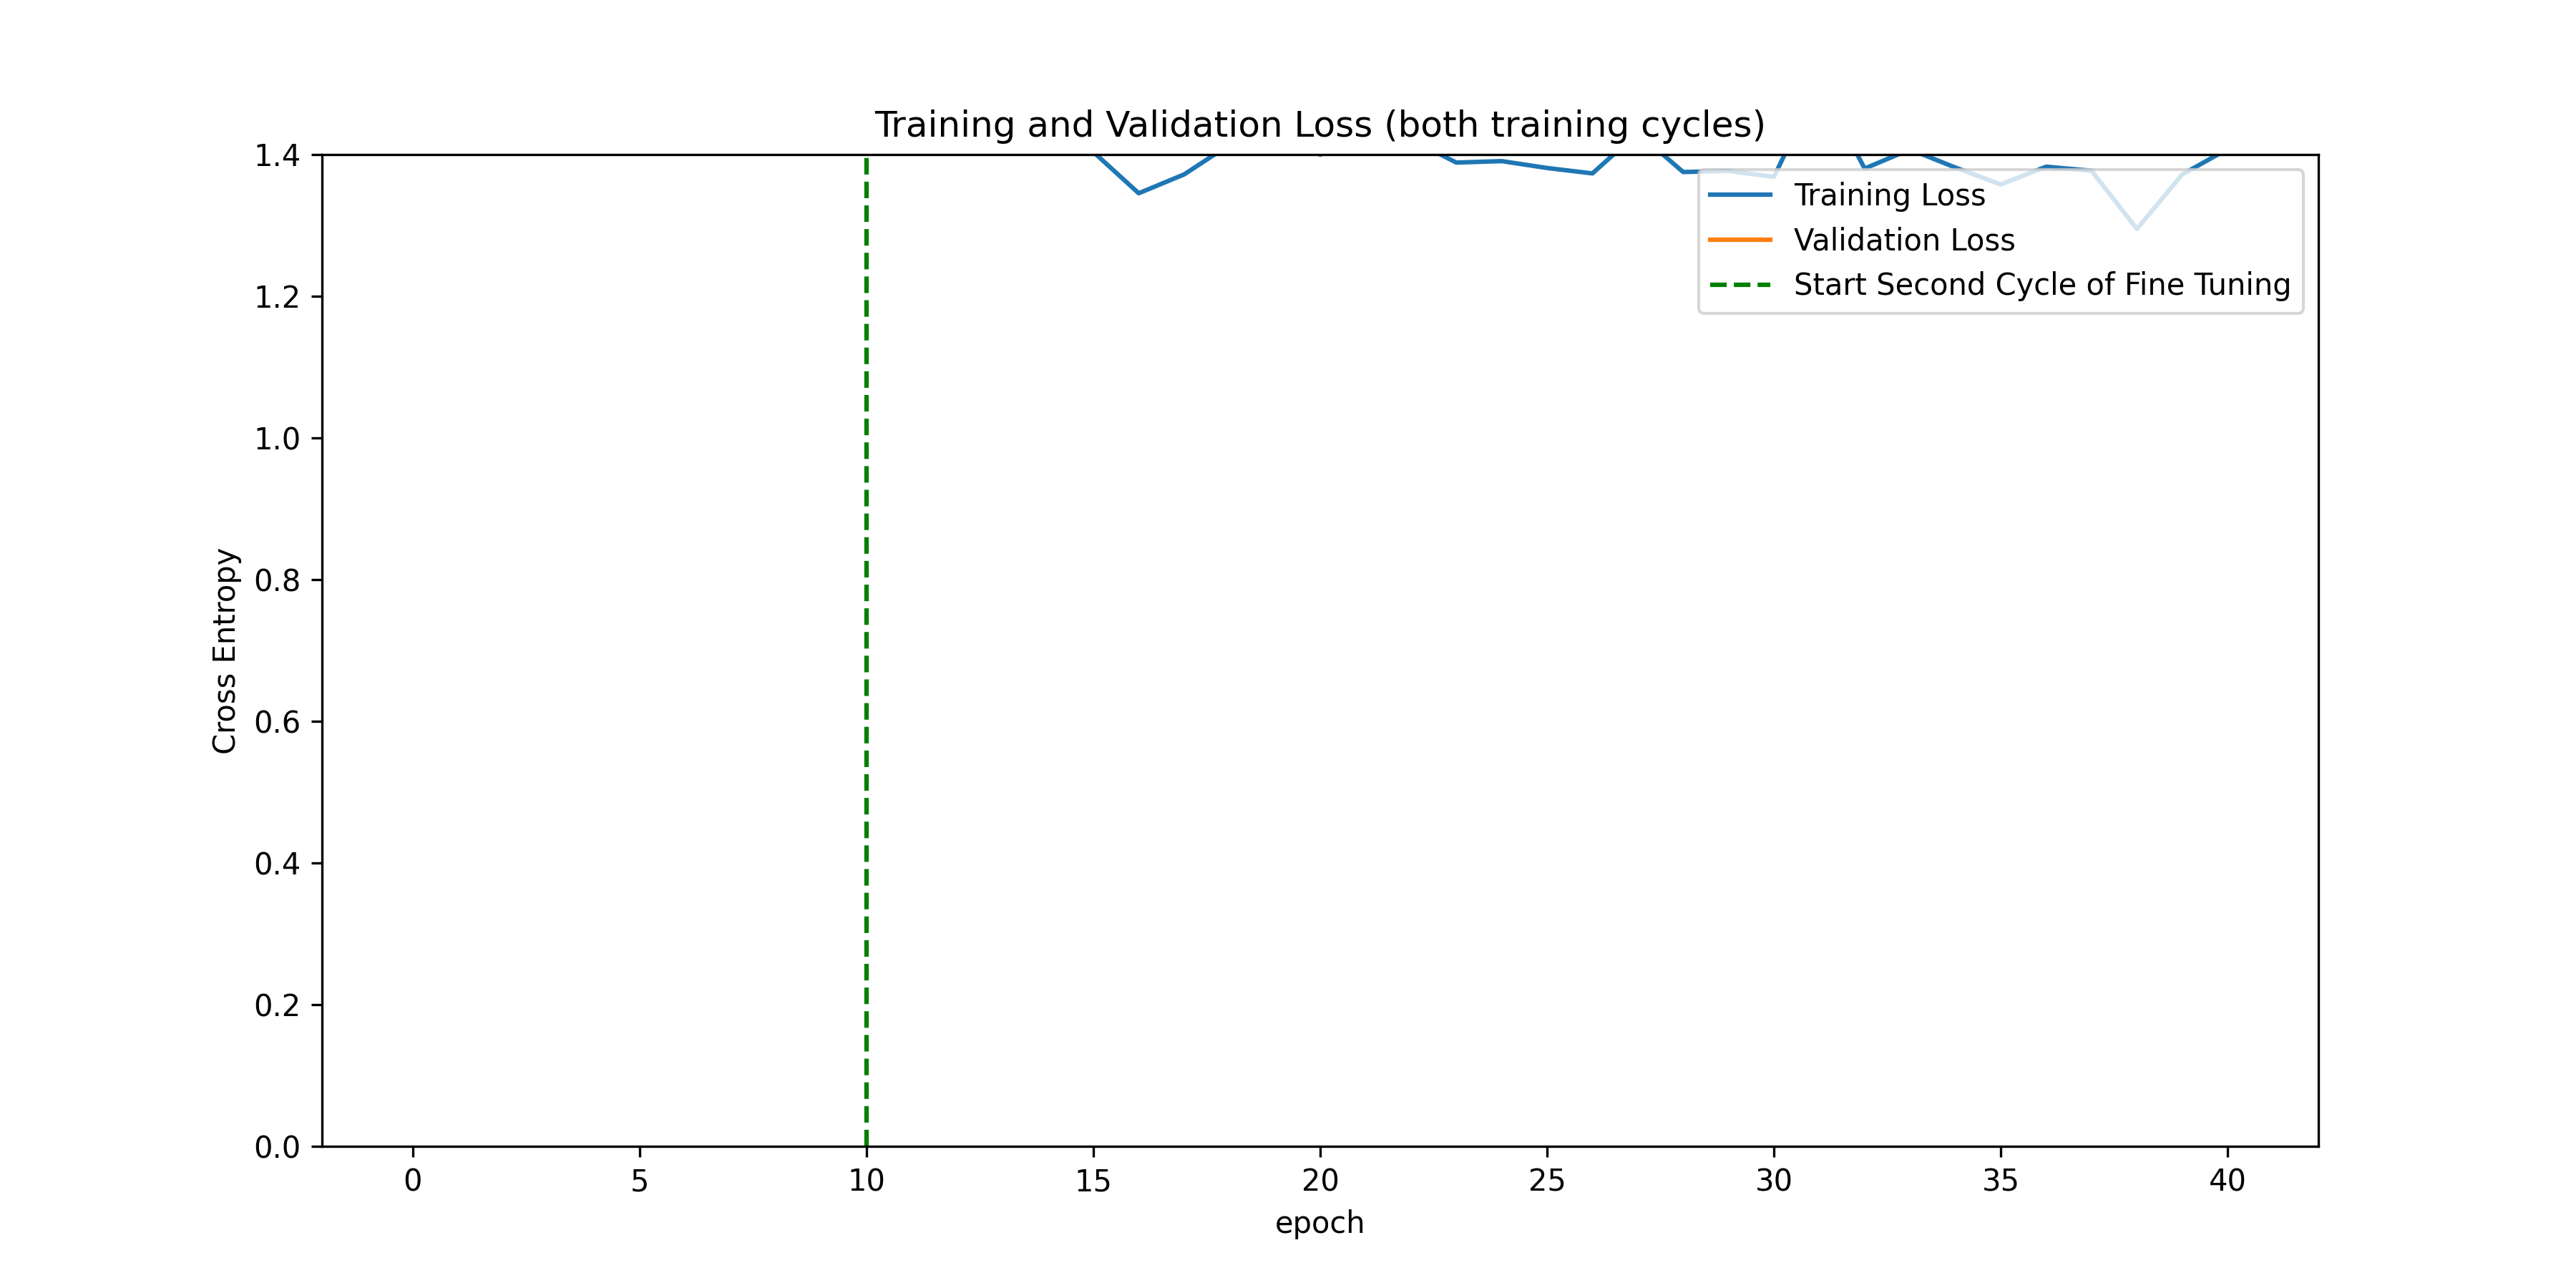 Training and Validation Loss (both training cycles)
1.4
1.2
1.0
0.8
0.6
0.4
0.2
0.0
Cross Entropy
Training Loss
Validation Loss
Start Second Cycle of Fine Tuning
0 5 10 15 20 25 30 35 40
epoch